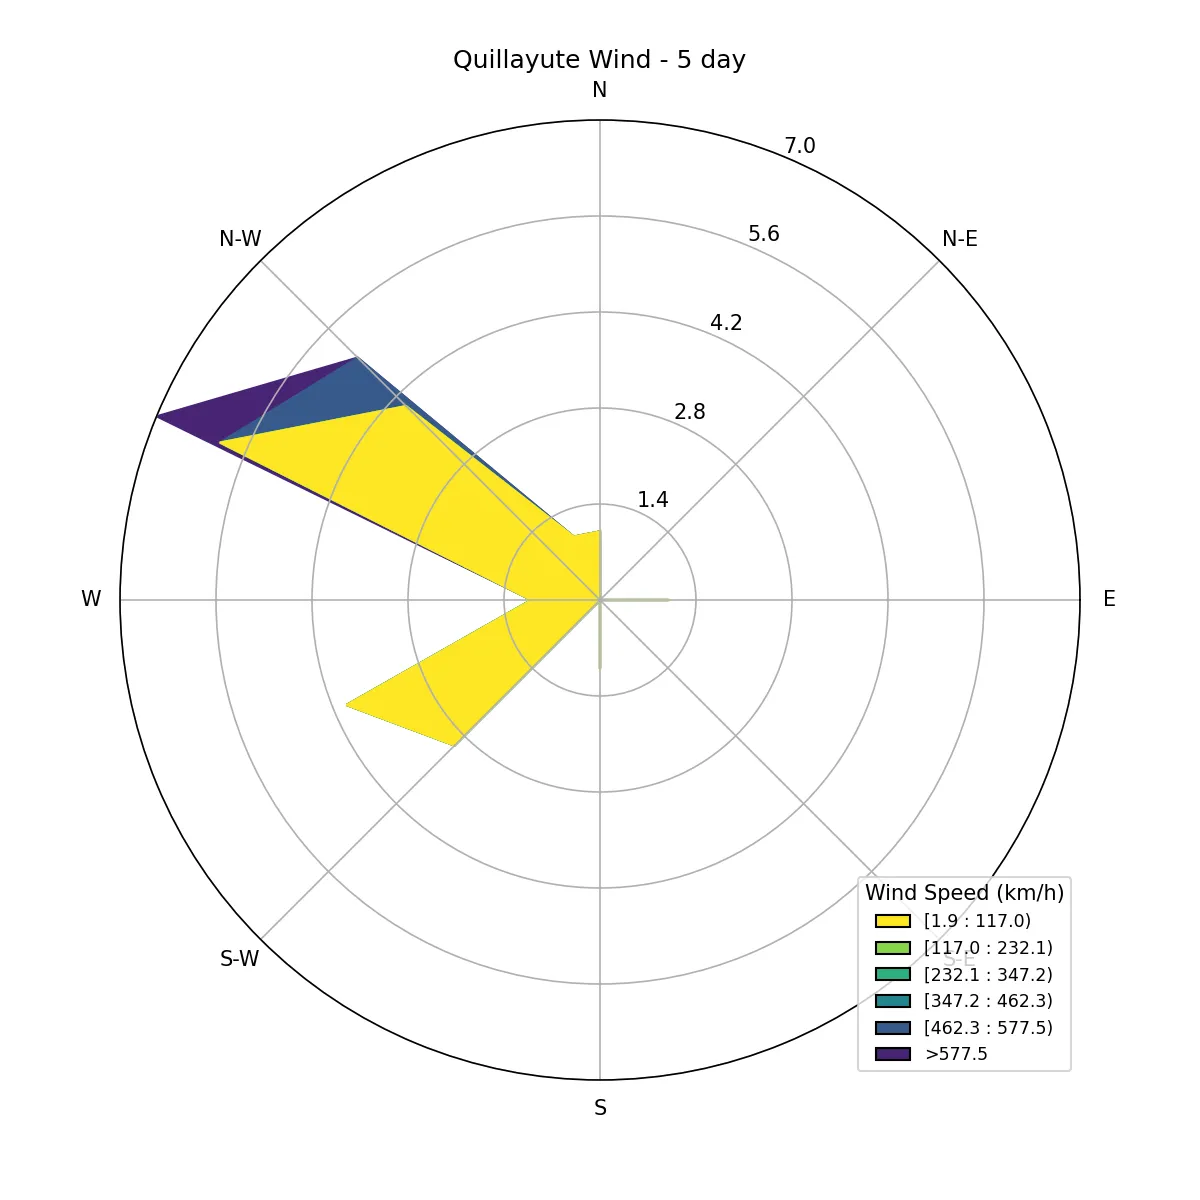 Quillayute Wind - 5 day
N
7.0
N-W
N-E
5.6
4.2
2.8
1.4
W
E
S-W
S-E
Wind Speed (km/h)
[1.9 : 117.0)
[117.0 : 232.1)
[232.1 : 347.2)
[347.2 : 462.3)
[462.3 : 577.5)
>577.5
S